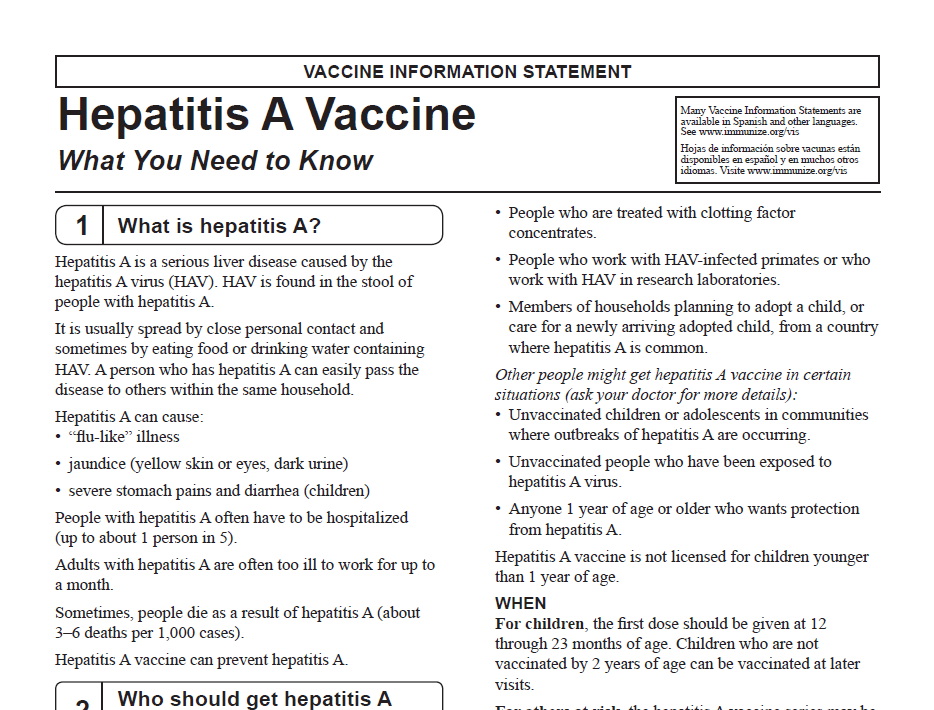 VACCINE INFORMATION STATEMENT
Hepatitis A Vaccine
What You Need to Know
Many Vaccine Information Statements are
available in Spanish and other languages.
See www.immunize.org/vis
Hojas de información sobre vacunas están
disponibles en español y en muchos otros
idiomas. Visite www.immunize.org/vis
1 What is hepatitis A?
Hepatitis A is a serious liver disease caused by the
hepatitis A virus (HAV). HAV is found in the stool of
people with hepatitis A.
It is usually spread by close personal contact and
sometimes by eating food or drinking water containing
HAV. A person who has hepatitis A can easily pass the
disease to others within the same household.
Hepatitis A can cause:
• “flu-like” illness
• jaundice (yellow skin or eyes, dark urine)
• severe stomach pains and diarrhea (children)
People with hepatitis A often have to be hospitalized
(up to about 1 person in 5).
Adults with hepatitis A are often too ill to work for up to
a month.
Sometimes, people die as a result of hepatitis A (about
3–6 deaths per 1,000 cases).
Hepatitis A vaccine can prevent hepatitis A.
2 Who should get hepatitis A
• People who are treated with clotting factor
concentrates.
• People who work with HAV-infected primates or who
work with HAV in research laboratories.
• Members of households planning to adopt a child, or
care for a newly arriving adopted child, from a country
where hepatitis A is common.
Other people might get hepatitis A vaccine in certain
situations (ask your doctor for more details):
• Unvaccinated children or adolescents in communities
where outbreaks of hepatitis A are occurring.
• Unvaccinated people who have been exposed to
hepatitis A virus.
• Anyone 1 year of age or older who wants protection
from hepatitis A.
Hepatitis A vaccine is not licensed for children younger
than 1 year of age.
WHEN
For children, the first dose should be given at 12
through 23 months of age. Children who are not
vaccinated by 2 years of age can be vaccinated at later
visits.
For others at risk, the hepatitis A vaccine series may be